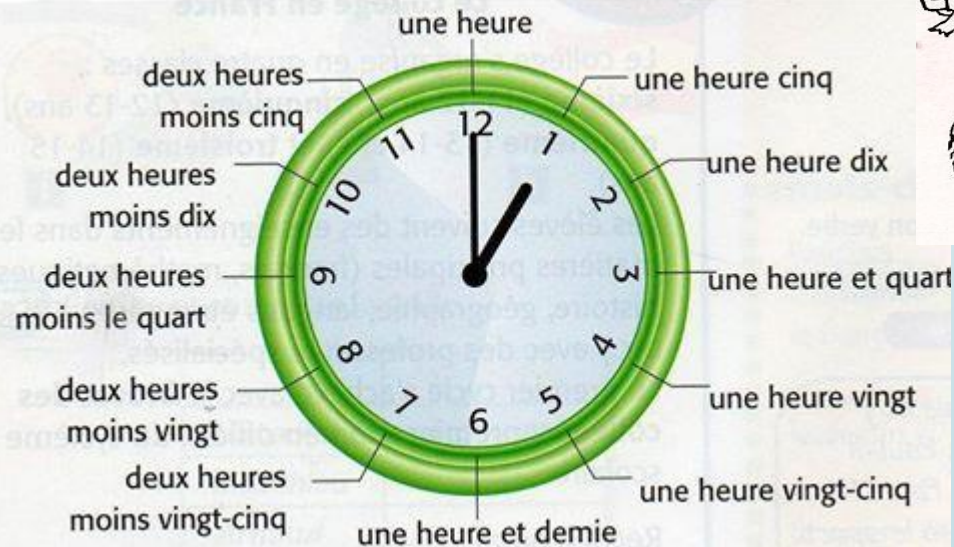 une heure
une heure cinq
une heure dix
une heure et quart
une heure vingt
une heure vingt-cinq
une heure et demie
deux heures
moins vingt-cinq
deux heures
moins vingt
deux heures
moins le quart
deux heures
moins dix
deux heures
moins cinq
12
1
2
3
4
5
6
7
8
9
10
11